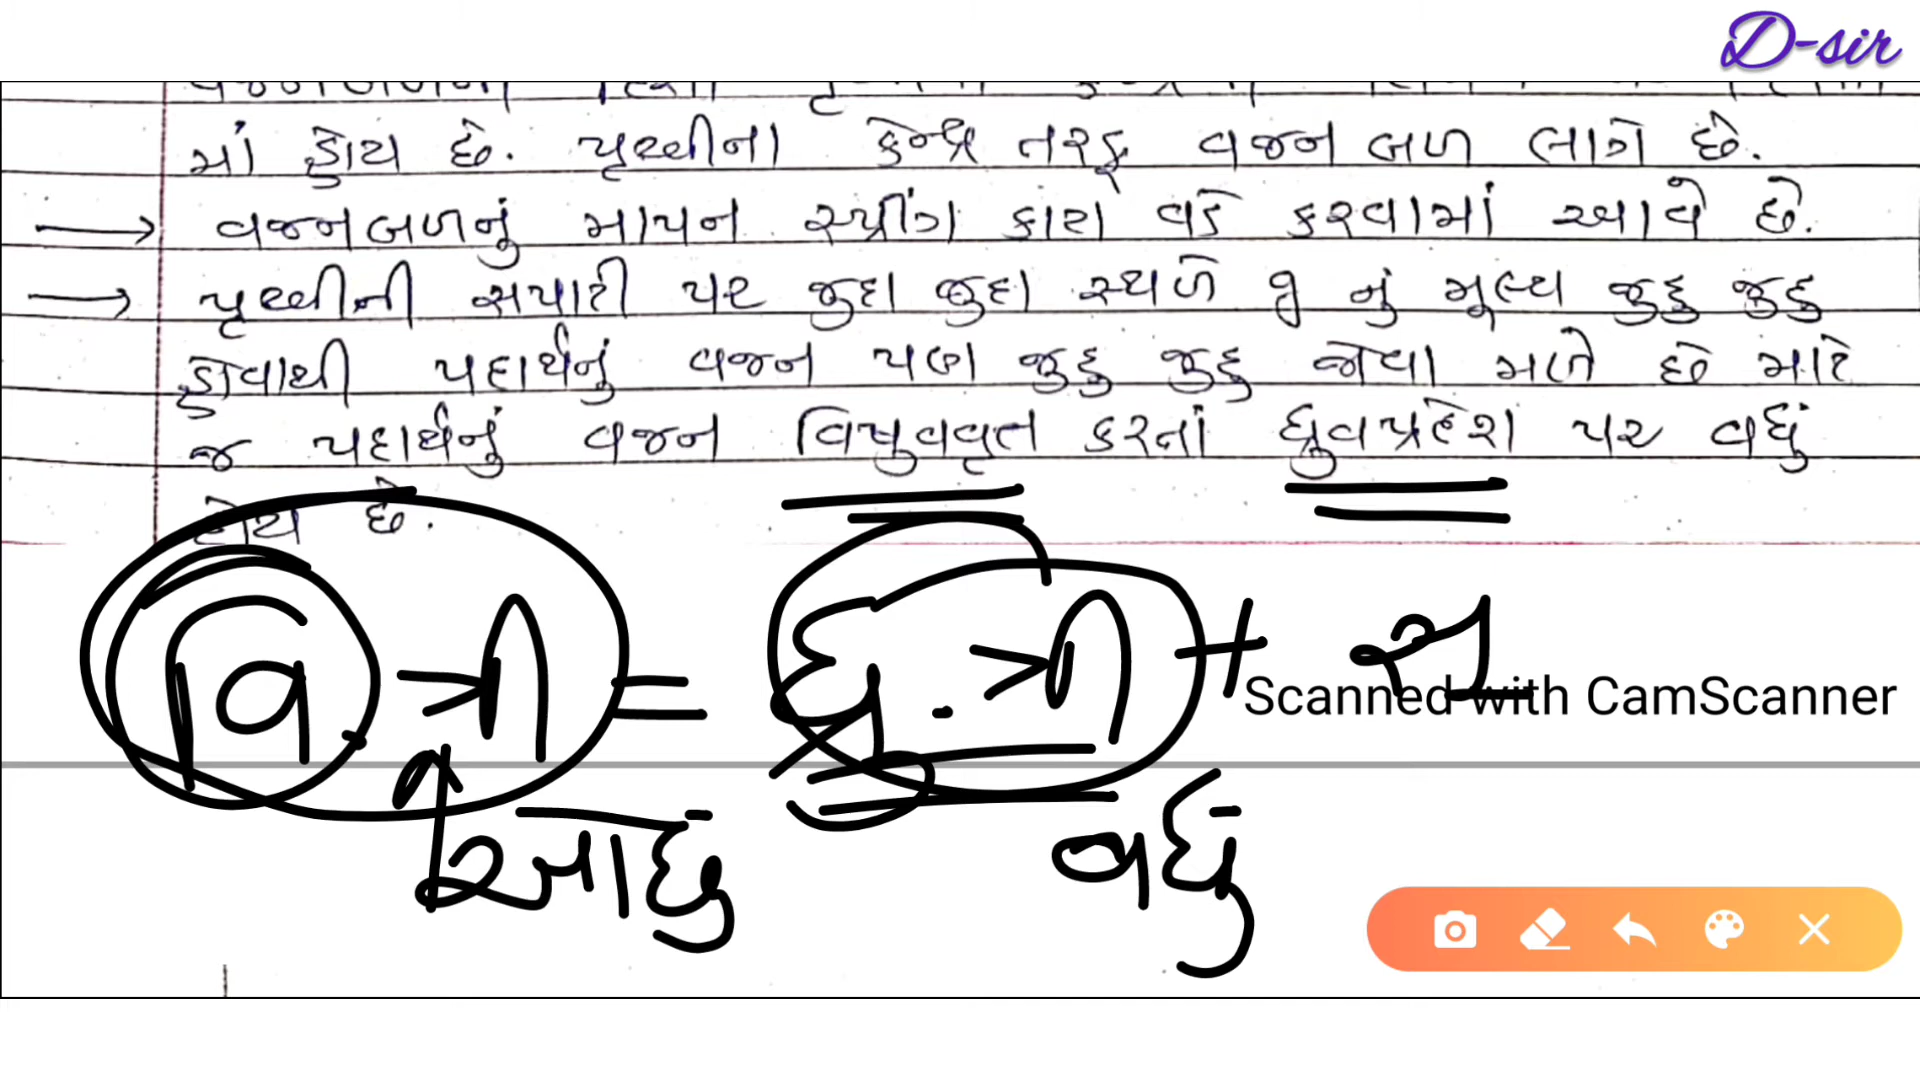 D-sir
માં હોય છે. પૃથ્વીના કેન્દ્ર તરફ વજન બળ લાગે છે.
→ વજનબળનું માપન સ્પ્રીંગ કાંટા વડે કરવામાં આવે છે.
→ પૃથ્વીની સપાટી પર જુદા જુદા સ્થળે g નું મૂલ્ય જુદુ જુદુ
હોવાથી પદાર્થનું વજન પણ જુદુ જુદુ જોવા મળે છે માટે
જ પદાર્થનું વજન વિષુવવૃત કરતાં ધ્રુવપ્રદેશ પર વધું
હોય છે.
વિ. ત્રી = ધ્રુ. ત્રી +
Scanned with CamScanner
વધુ